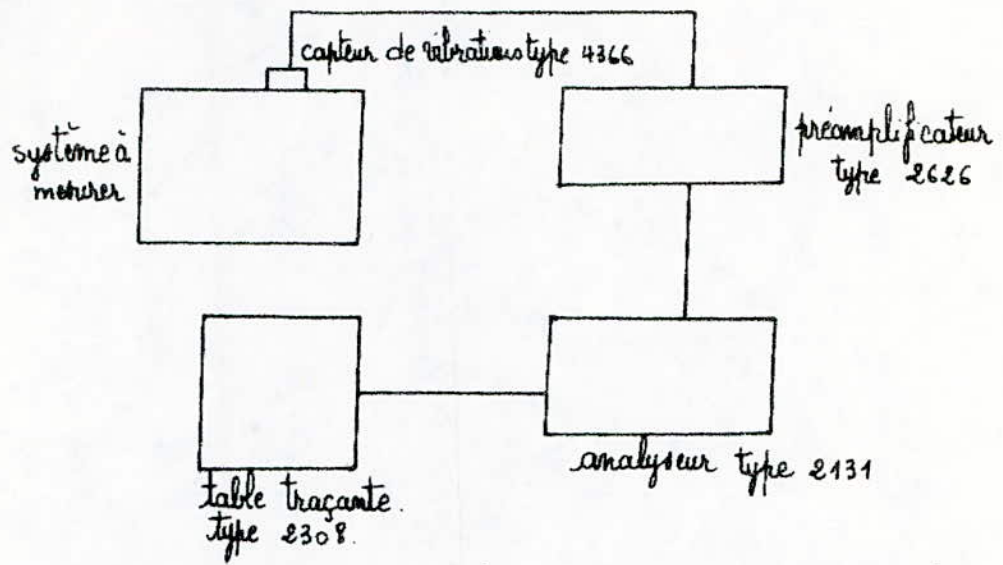 capteur de vibrations type 4366
système à
mesurer
préamplificateur
type 2626
analyseur type 2131
table traçante.
type 2308.